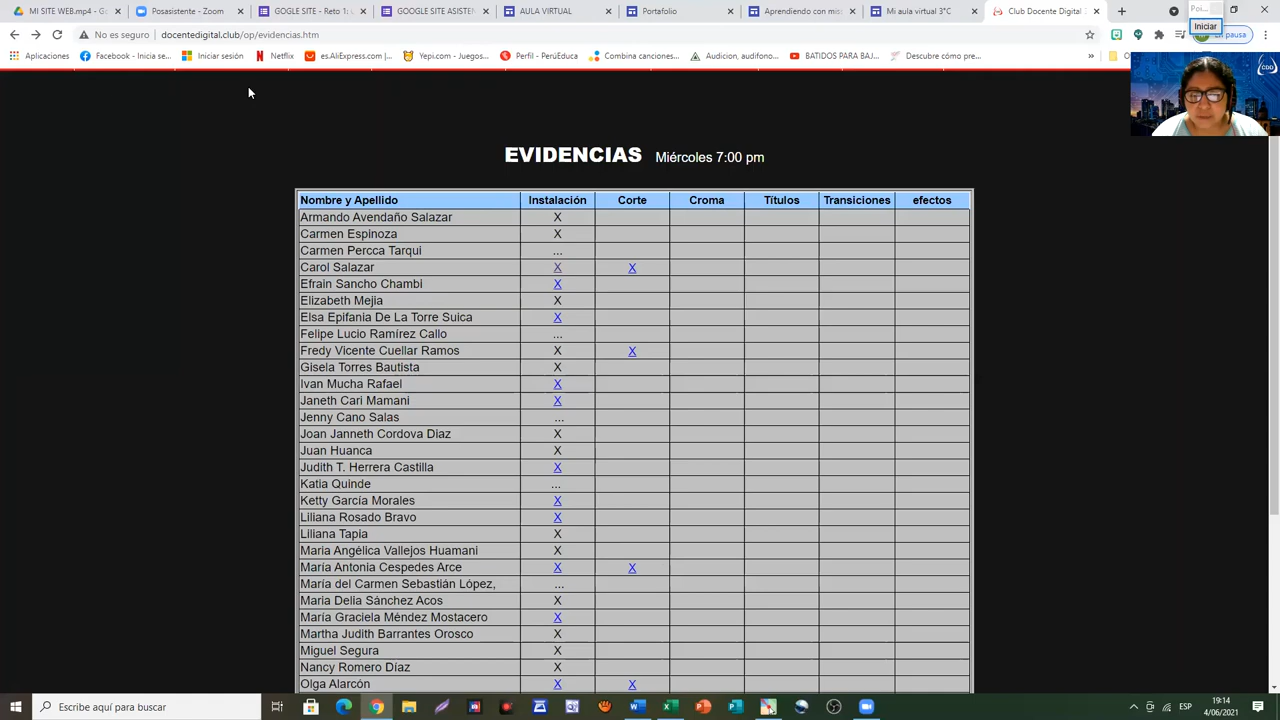 MI SITE WEB.mp4 - G
Posasistente - Zoom
GOGLE SITE - Reto 1(
GOOGLE SITE ASISTEN
AULA VIRTUAL
Portafolio
Aprendiendo con mis
Mi aula virtual 3°C
Club Docente Digital
Iniciar
No es seguro
docentedigital.club/op/evidencias.htm
En pausa
Aplicaciones
Facebook - Inicia se...
Iniciar sesión
Netflix
es.AliExpress.com
Yepi.com - Juegos...
Perfil - PeruEduca
Combina canciones...
Audicion, audifono...
BATIDOS PARA BAJ...
Descubre cómo pre...
»
CDD
EVIDENCIAS Miércoles 7:00 pm
Nombre y Apellido Instalación Corte Croma Títulos Transiciones efectos
Armando Avendaño Salazar X
Carmen Espinoza X
Carmen Percca Tarqui ...
Carol Salazar X X
Efrain Sancho Chambi X
Elizabeth Mejia X
Elsa Epifania De La Torre Suica X
Felipe Lucio Ramírez Callo ...
Fredy Vicente Cuellar Ramos X X
Gisela Torres Bautista X
Ivan Mucha Rafael X
Janeth Cari Mamani X
Jenny Cano Salas ...
Joan Janneth Cordova Diaz X
Juan Huanca X
Judith T. Herrera Castilla X
Katia Quinde ...
Ketty García Morales X
Liliana Rosado Bravo X
Liliana Tapia X
Maria Angélica Vallejos Huamani X
María Antonia Cespedes Arce X X
María del Carmen Sebastián López, ...
Maria Delia Sánchez Acos X
María Graciela Méndez Mostacero X
Martha Judith Barrantes Orosco X
Miguel Segura X
Nancy Romero Díaz X
Olga Alarcón X X
Escribe aquí para buscar
ESP
19:14
4/06/2021